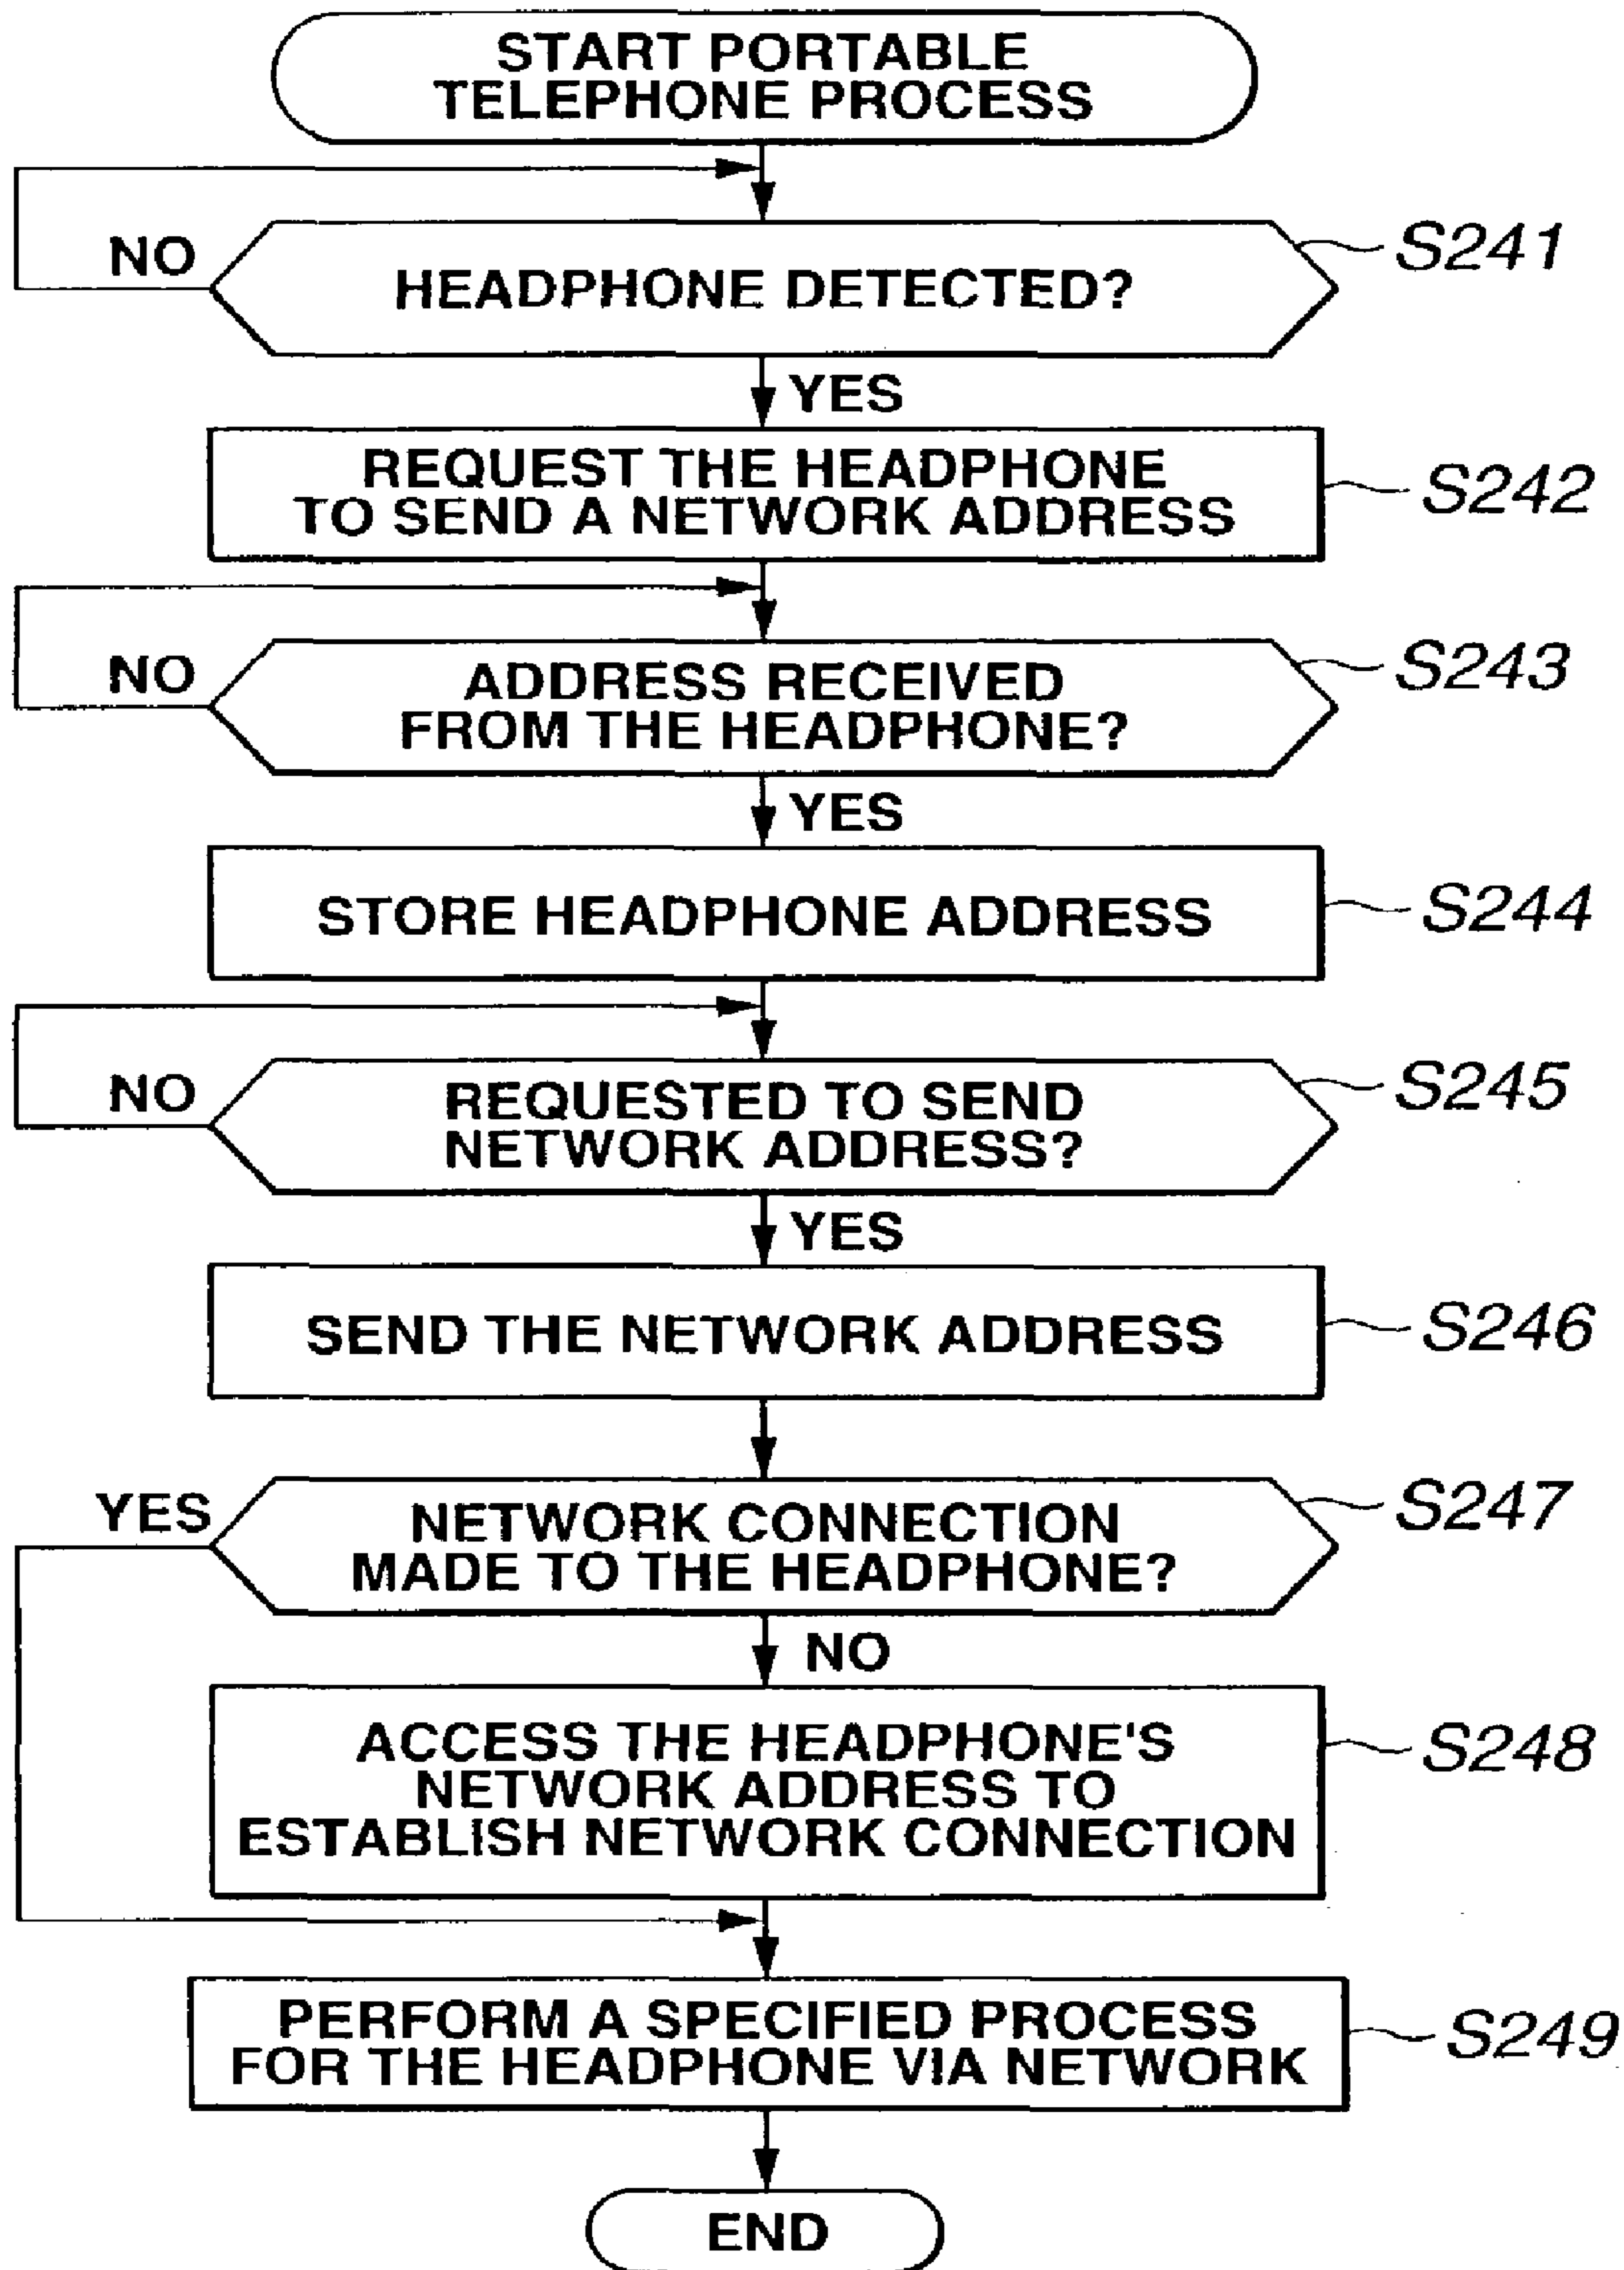 START PORTABLE
TELEPHONE PROCESS
NO
HEADPHONE DETECTED?
S241
YES
REQUEST THE HEADPHONE
TO SEND A NETWORK ADDRESS
S242
NO
ADDRESS RECEIVED
FROM THE HEADPHONE?
S243
YES
STORE HEADPHONE ADDRESS
S244
NO
REQUESTED TO SEND
NETWORK ADDRESS?
S245
YES
SEND THE NETWORK ADDRESS
S246
YES
NETWORK CONNECTION
MADE TO THE HEADPHONE?
S247
NO
ACCESS THE HEADPHONE'S
NETWORK ADDRESS TO
ESTABLISH NETWORK CONNECTION
S248
PERFORM A SPECIFIED PROCESS
FOR THE HEADPHONE VIA NETWORK
S249
END